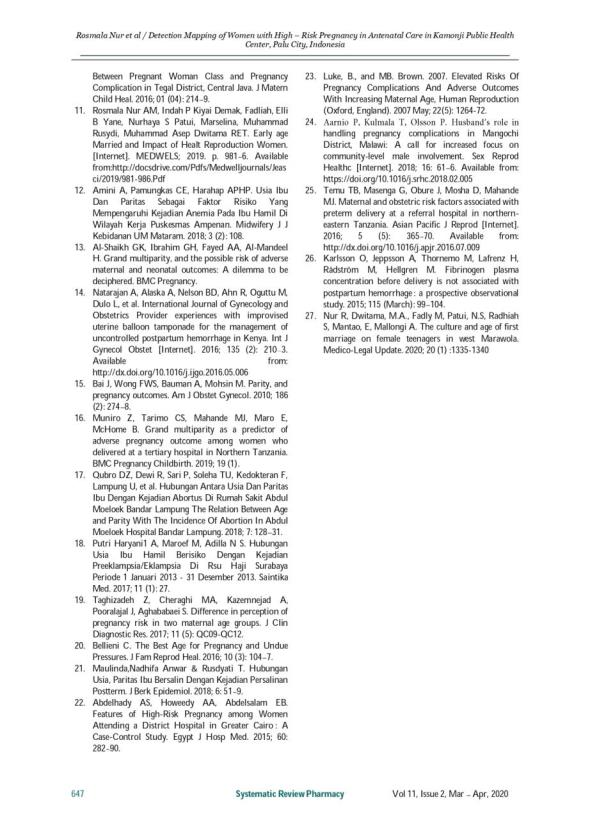 Rosmala Nur et al / Detection Mapping of Women with High – Risk Pregnancy in Antenatal Care in Kamonji Public Health
Center, Palu City, Indonesia
Between Pregnant Woman Class and Pregnancy
Complication in Tegal District, Central Java. J Matern
Child Heal. 2016; 01 (04): 214–9.
11. Rosmala Nur AM, Indah P Kiyai Demak, Fadliah, Elli
B Yane, Nurhaya S Patui, Marselina, Muhammad
Rusydi, Muhammad Asep Dwitama RET. Early age
Married and Impact of Healt Reproduction Women.
[Internet]. MEDWELS; 2019. p. 981–6. Available
from:http://docsdrive.com/Pdfs/Medwelljournals/Jeas
ci/2019/981-986.Pdf
12. Amini A, Pamungkas CE, Harahap APHP. Usia Ibu
Dan Paritas Sebagai Faktor Risiko Yang
Mempengaruhi Kejadian Anemia Pada Ibu Hamil Di
Wilayah Kerja Puskesmas Ampenan. Midwifery J J
Kebidanan UM Mataram. 2018; 3 (2): 108.
13. Al-Shaikh GK, Ibrahim GH, Fayed AA, Al-Mandeel
H. Grand multiparity, and the possible risk of adverse
maternal and neonatal outcomes: A dilemma to be
deciphered. BMC Pregnancy.
14. Natarajan A, Alaska A, Nelson BD, Ahn R, Oguttu M,
Dulo L, et al. International Journal of Gynecology and
Obstetrics Provider experiences with improvised
uterine balloon tamponade for the management of
uncontrolled postpartum hemorrhage in Kenya. Int J
Gynecol Obstet [Internet]. 2016; 135 (2): 210–3.
Available from:
http://dx.doi.org/10.1016/j.ijgo.2016.05.006
15. Bai J, Wong FWS, Bauman A, Mohsin M. Parity, and
pregnancy outcomes. Am J Obstet Gynecol. 2010; 186
(2): 274–8.
16. Muniro Z, Tarimo CS, Mahande MJ, Maro E,
McHome B. Grand multiparity as a predictor of
adverse pregnancy outcome among women who
delivered at a tertiary hospital in Northern Tanzania.
BMC Pregnancy Childbirth. 2019; 19 (1).
17. Qubro DZ, Dewi R, Sari P, Soleha TU, Kedokteran F,
Lampung U, et al. Hubungan Antara Usia Dan Paritas
Ibu Dengan Kejadian Abortus Di Rumah Sakit Abdul
Moeloek Bandar Lampung The Relation Between Age
and Parity With The Incidence Of Abortion In Abdul
Moeloek Hospital Bandar Lampung. 2018; 7: 128–31.
18. Putri Haryani1 A, Maroef M, Adilla N S. Hubungan
Usia Ibu Hamil Berisiko Dengan Kejadian
Preeklampsia/Eklampsia Di Rsu Haji Surabaya
Periode 1 Januari 2013 - 31 Desember 2013. Saintika
Med. 2017; 11 (1): 27.
19. Taghizadeh Z, Cheraghi MA, Kazemnejad A,
Pooralajal J, Aghababaei S. Difference in perception of
pregnancy risk in two maternal age groups. J Clin
Diagnostic Res. 2017; 11 (5): QC09-QC12.
20. Bellieni C. The Best Age for Pregnancy and Undue
Pressures. J Fam Reprod Heal. 2016; 10 (3): 104–7.
21. Maulinda,Nadhifa Anwar & Rusdyati T. Hubungan
Usia, Paritas Ibu Bersalin Dengan Kejadian Persalinan
Postterm. J Berk Epidemiol. 2018; 6: 51–9.
22. Abdelhady AS, Howeedy AA, Abdelsalam EB.
Features of High-Risk Pregnancy among Women
Attending a District Hospital in Greater Cairo : A
Case-Control Study. Egypt J Hosp Med. 2015; 60:
282–90.
23. Luke, B., and MB. Brown. 2007. Elevated Risks Of
Pregnancy Complications And Adverse Outcomes
With Increasing Maternal Age, Human Reproduction
(Oxford, England). 2007 May; 22(5): 1264-72.
24. Aarnio P, Kulmala T, Olsson P. Husband's role in
handling pregnancy complications in Mangochi
District, Malawi: A call for increased focus on
community-level male involvement. Sex Reprod
Healthc [Internet]. 2018; 16: 61–6. Available from:
https://doi.org/10.1016/j.srhc.2018.02.005
25. Temu TB, Masenga G, Obure J, Mosha D, Mahande
MJ. Maternal and obstetric risk factors associated with
preterm delivery at a referral hospital in northern-
eastern Tanzania. Asian Pacific J Reprod [Internet].
2016; 5 (5): 365–70. Available from:
http://dx.doi.org/10.1016/j.apjr.2016.07.009
26. Karlsson O, Jeppsson A, Thornemo M, Lafrenz H,
Rådström M, Hellgren M. Fibrinogen plasma
concentration before delivery is not associated with
postpartum hemorrhage : a prospective observational
study. 2015; 115 (March): 99–104.
27. Nur R, Dwitama, M.A., Fadly M, Patui, N.S, Radhiah
S, Mantao, E, Mallongi A. The culture and age of first
marriage on female teenagers in west Marawola.
Medico-Legal Update. 2020; 20 (1) :1335-1340
647 Systematic Review Pharmacy Vol 11, Issue 2, Mar – Apr, 2020